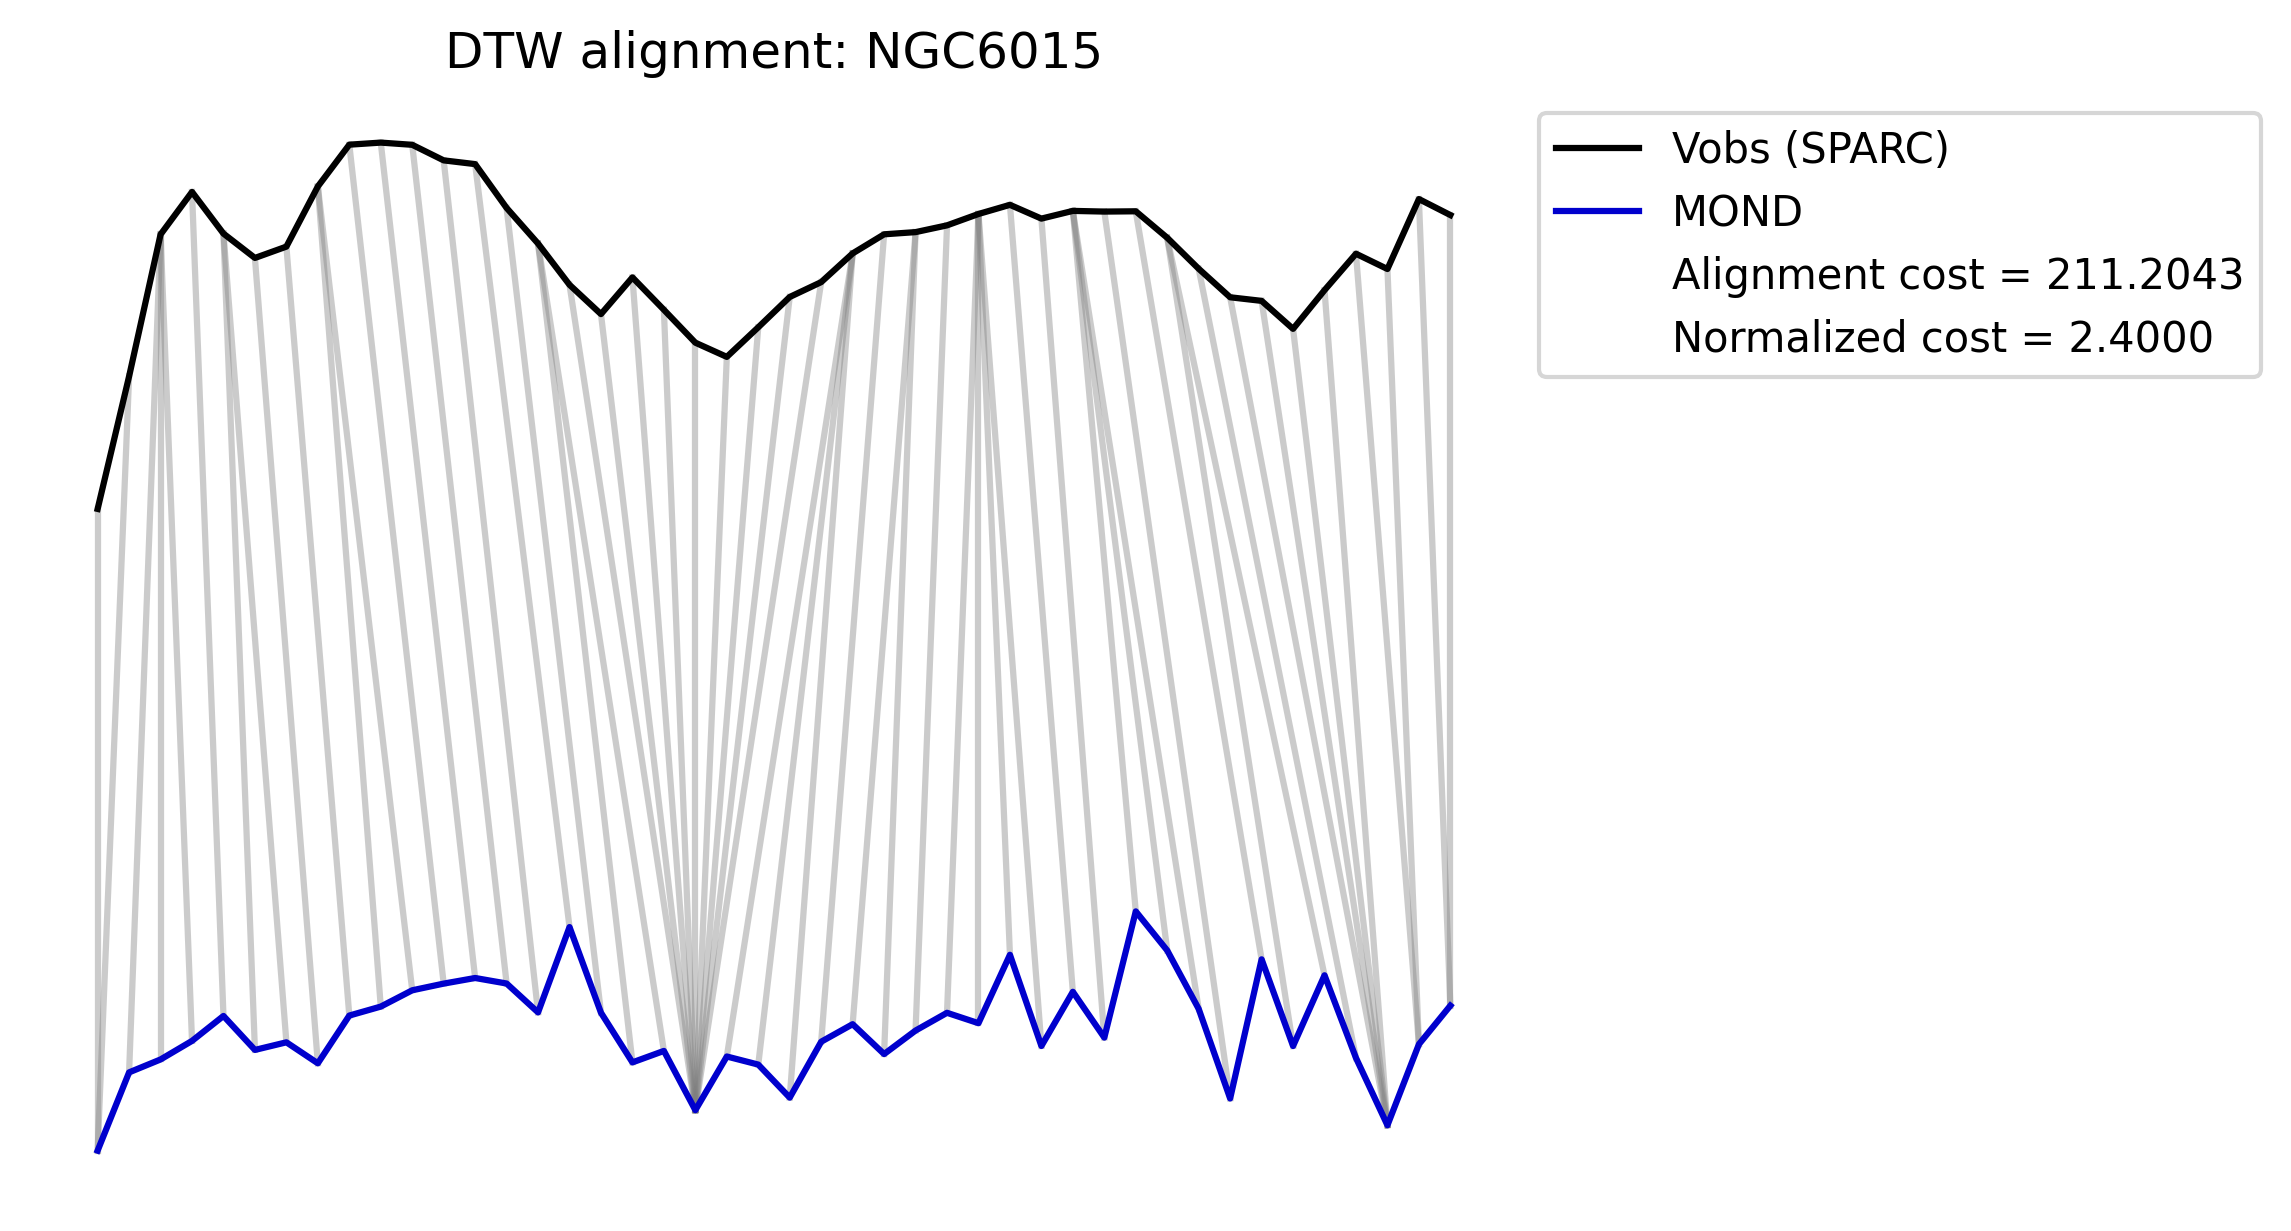 DTW alignment: NGC6015
Vobs (SPARC)
MOND
Alignment cost = 211.2043
Normalized cost = 2.4000